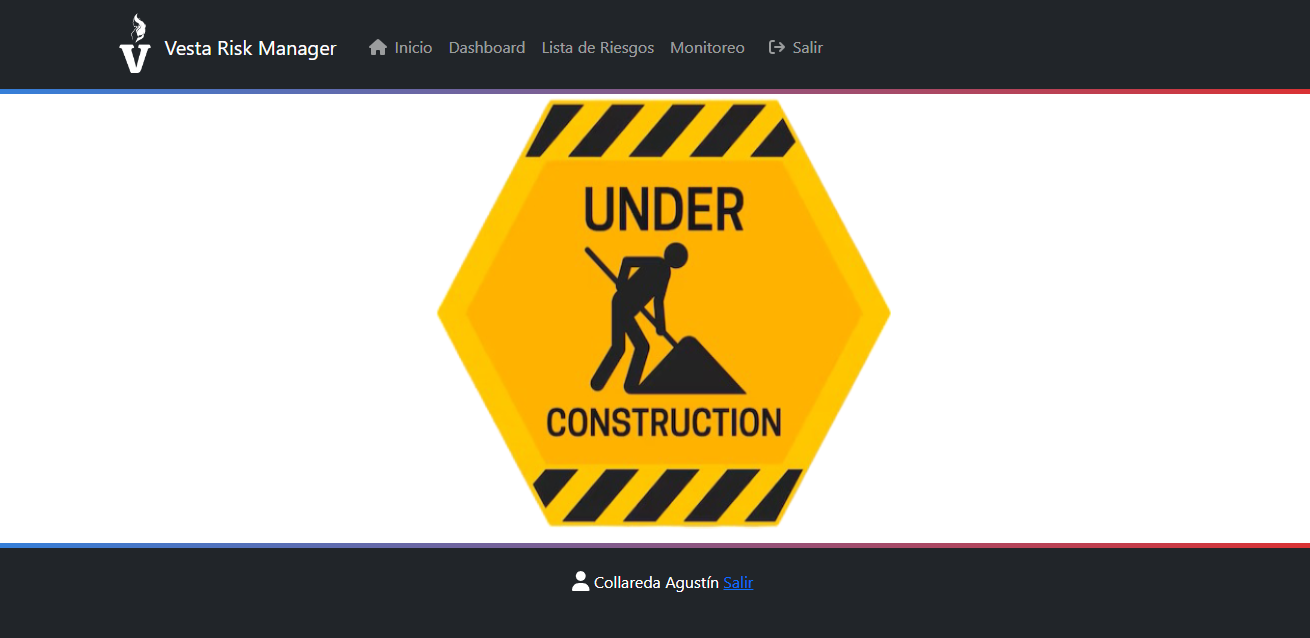 V Vesta Risk Manager Inicio Dashboard Lista de Riesgos Monitoreo Salir
UNDER
CONSTRUCTION
Collareda Agustín Salir